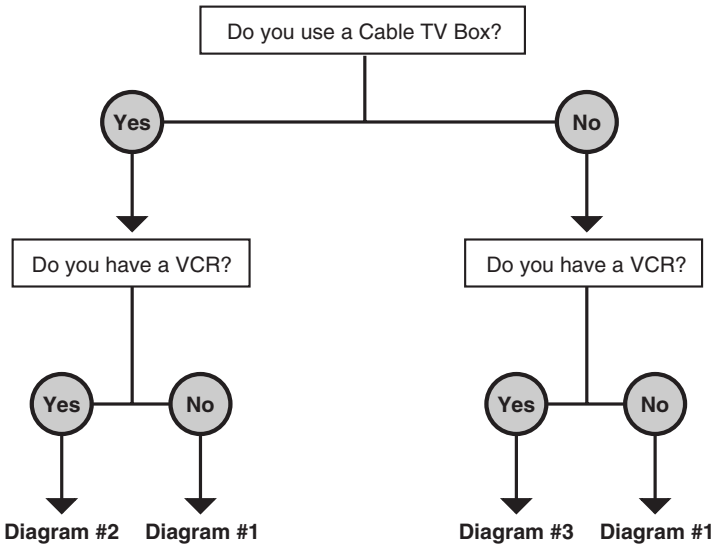 Do you use a Cable TV Box?
Yes
No
Do you have a VCR?
Do you have a VCR?
Yes
No
Yes
No
Diagram #2
Diagram #1
Diagram #3
Diagram #1